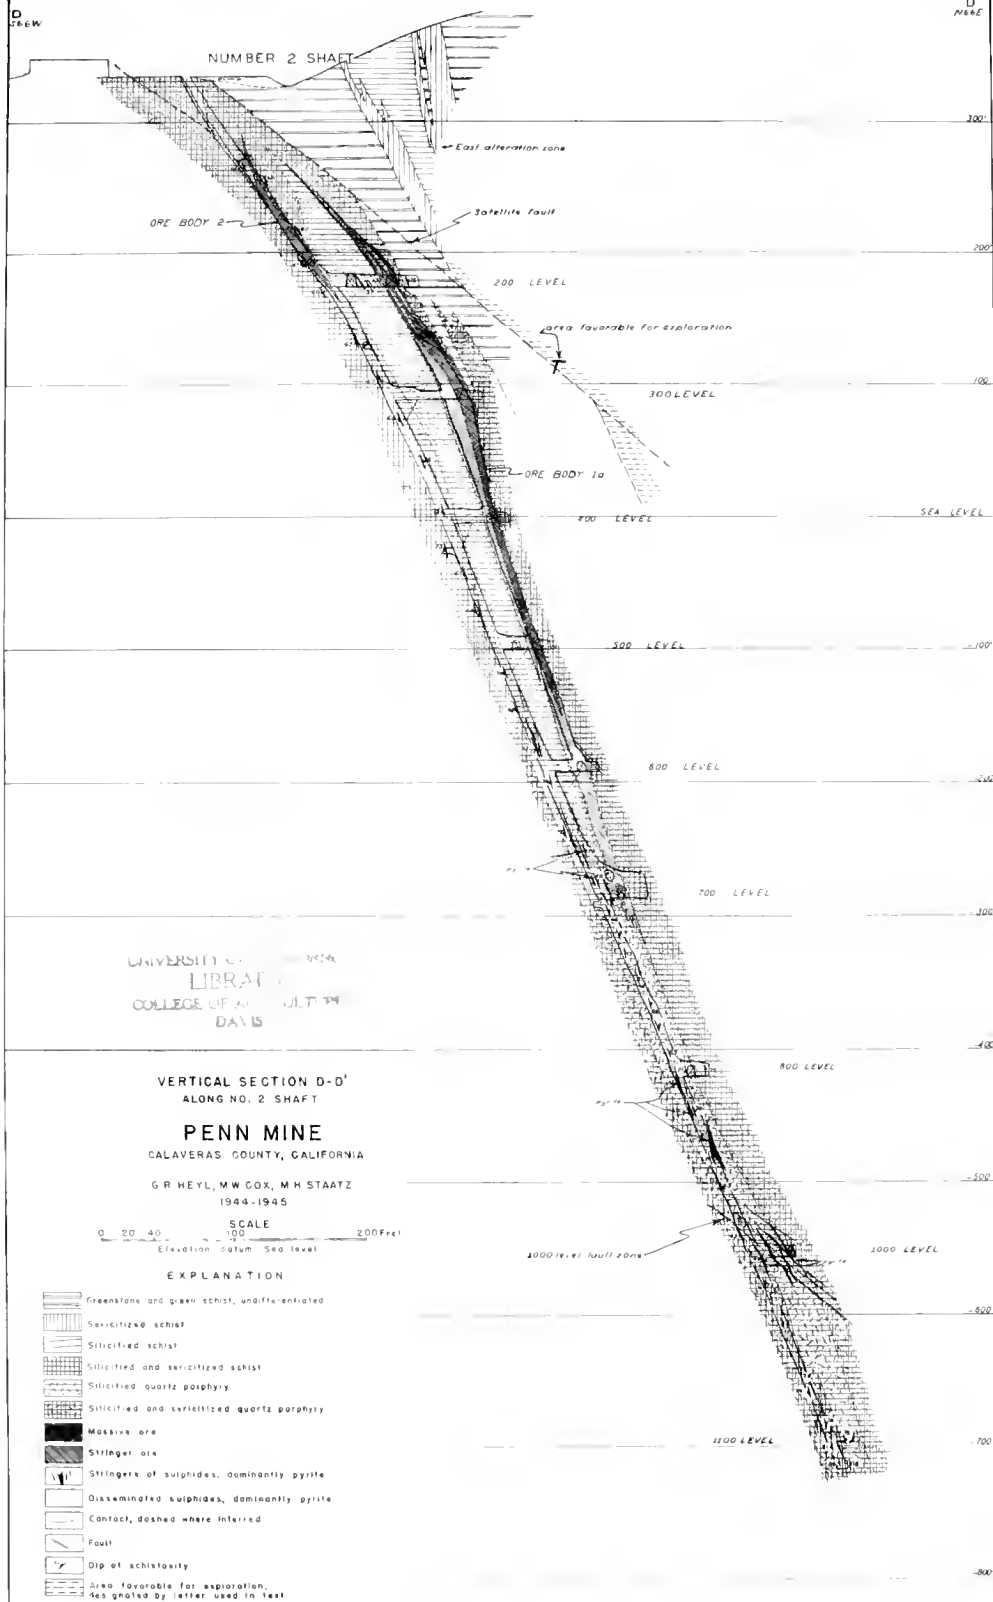 D
S66W
D'
N66E
NUMBER 2 SHAFT
300'
East alteration zone
Satellite fault
ORE BODY 2
200'
200 LEVEL
area favorable for exploration
100'
300 LEVEL
ORE BODY 1a
400 LEVEL
SEA LEVEL
500 LEVEL
-100'
600 LEVEL
-200'
700 LEVEL
-300'
UNIVERSITY
LIBRA
COLLEGE OF
DAVIS
-400'
800 LEVEL
VERTICAL SECTION D-D'
ALONG NO. 2 SHAFT
PENN MINE
CALAVERAS COUNTY, CALIFORNIA
G R HEYL, M W COX, M H STAATZ
1944-1945
-500'
SCALE
0 20 40 100 200 Feet
Elevation datum Sea level
1000 level fault zone
1000 LEVEL
EXPLANATION
Greenstone and green schist, undifferentiated
-600'
Sericitized schist
Silicified schist
Silicified and sericitized schist
Silicified quartz porphyry
Silicified and sericitized quartz porphyry
Massive ore
1100 LEVEL
-700'
Stringer ore
Stringers of sulphides, dominantly pyrite
Disseminated sulphides, dominantly pyrite
Contact, dashed where inferred
Fault
Dip of schistosity
-800'
Area favorable for exploration,
designated by letter used in text